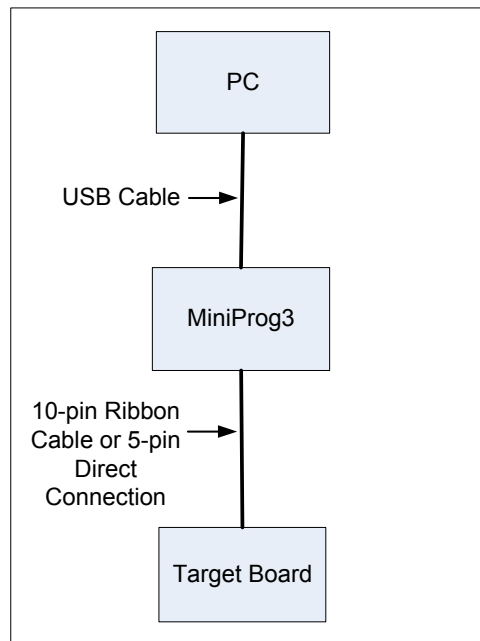 PC
USB Cable
MiniProg3
10-pin Ribbon
Cable or 5-pin
Direct
Connection
Target Board